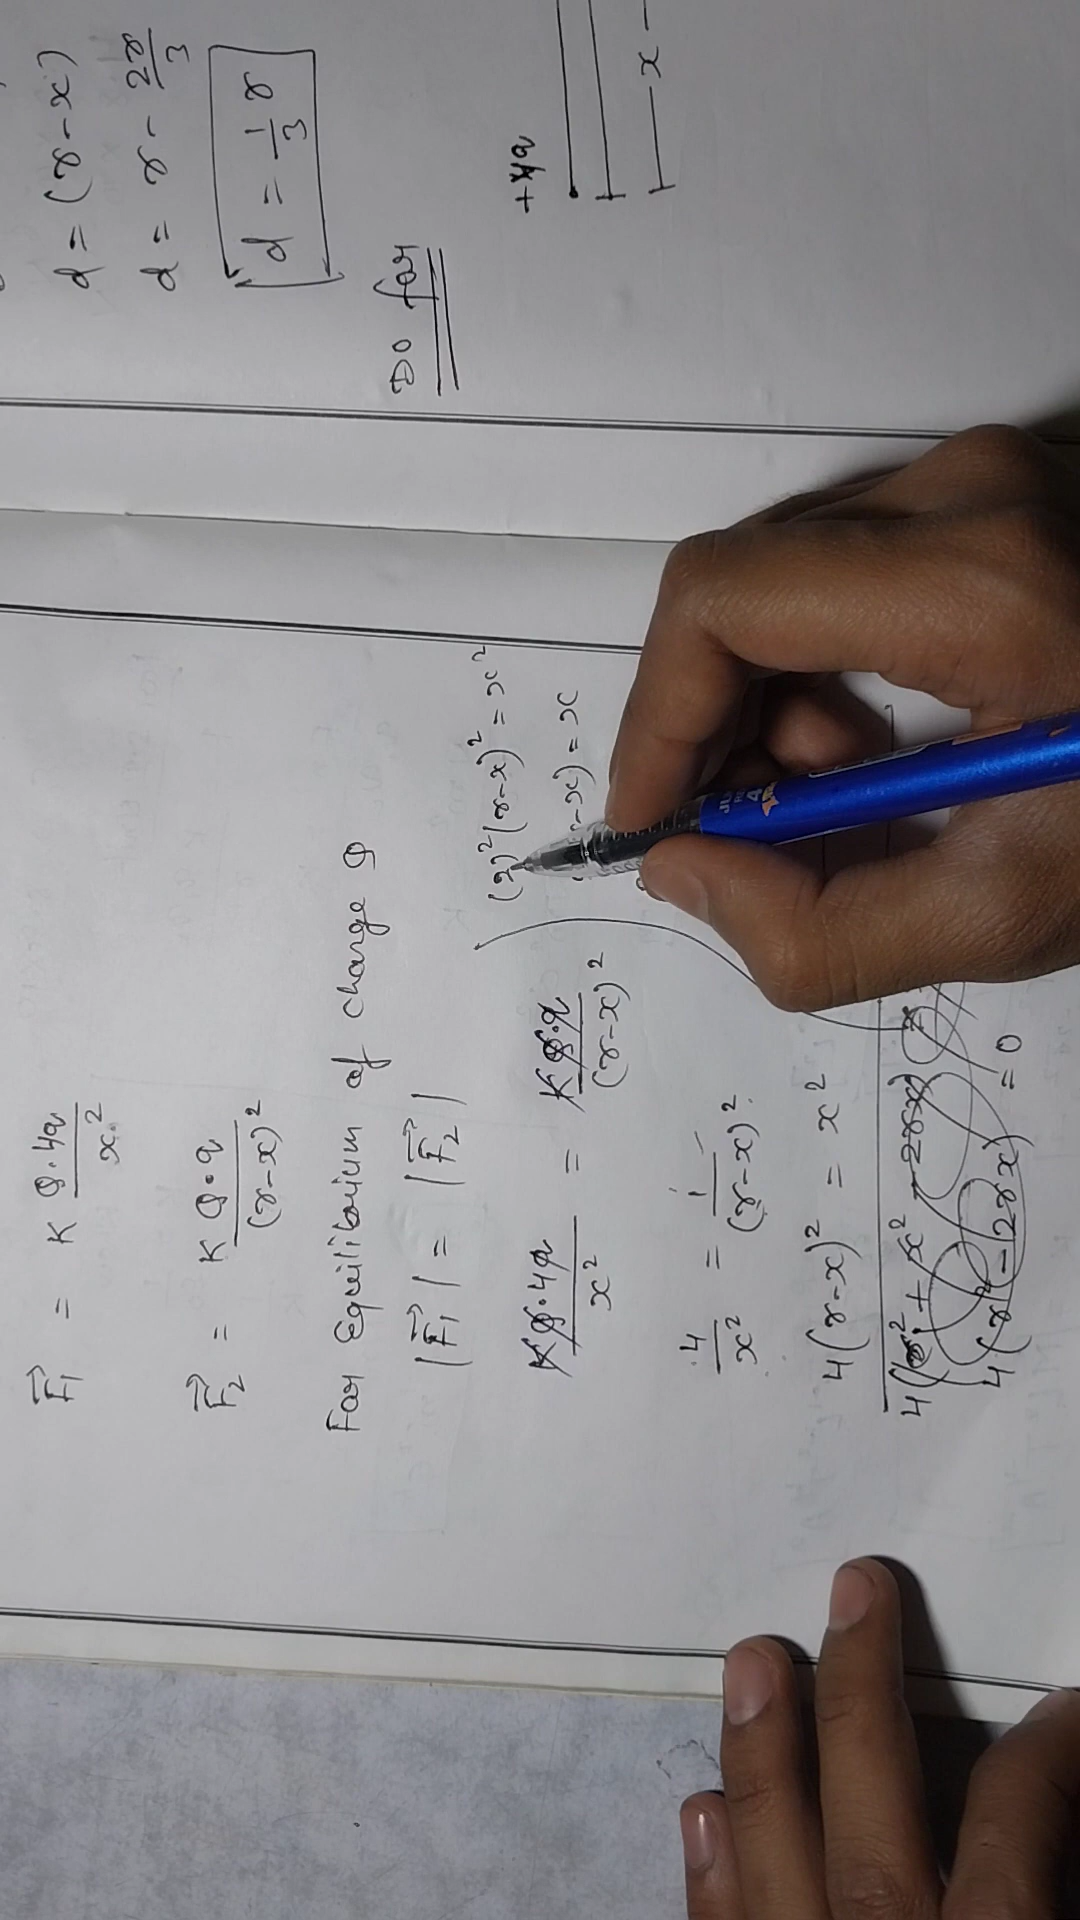 F₁ = K Q.4q / x²
F₂ = K Q.q / (r-x)²
For Equilibrium of charge Q
|F₁| = |F₂|
K Q.4q / x² = K Q.q / (r-x)²
4 / x² = 1 / (r-x)²
4(r-x)² = x²
= 0
(2)²(r-x)² = x²
-x) = x
d = (r-x)
d = r - 2r/3
d = 1/3 r
Do for
+4q
x